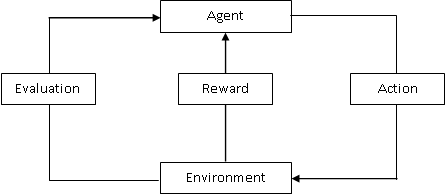 Agent
Evaluation
Reward
Action
Environment